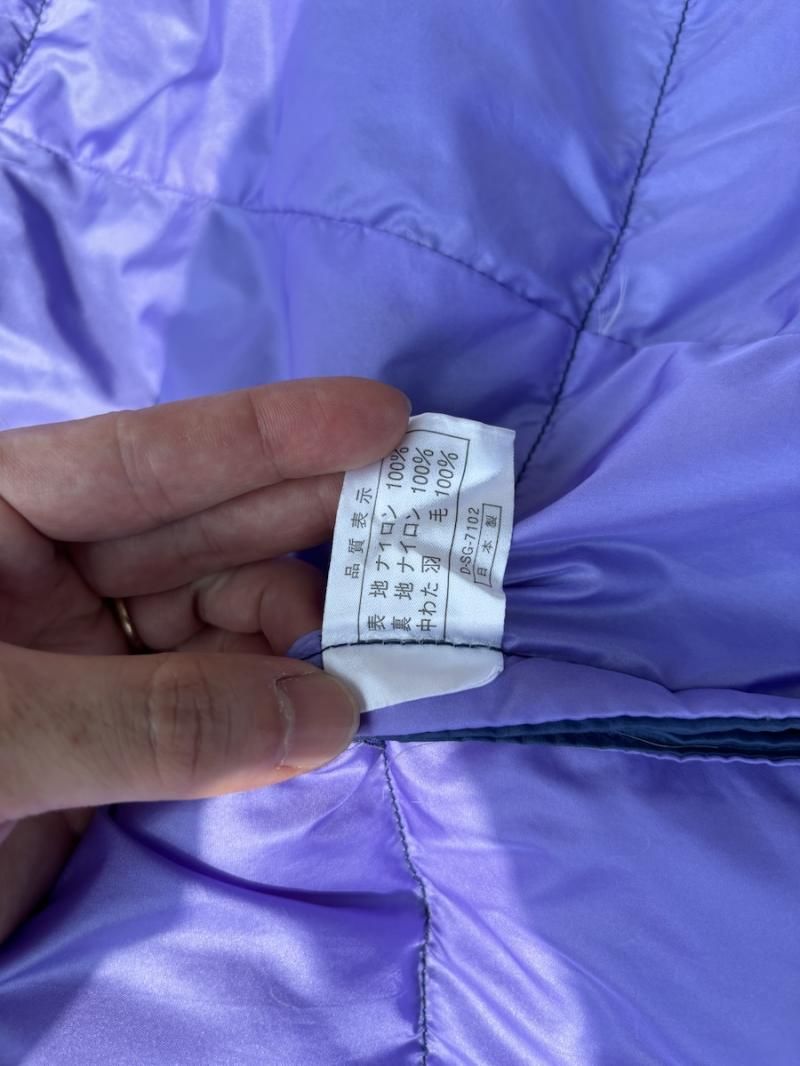 品質表示
表地 ナイロン 100%
裏地 ナイロン 100%
中わた 羽毛 100%
D-SG-7102
日本製